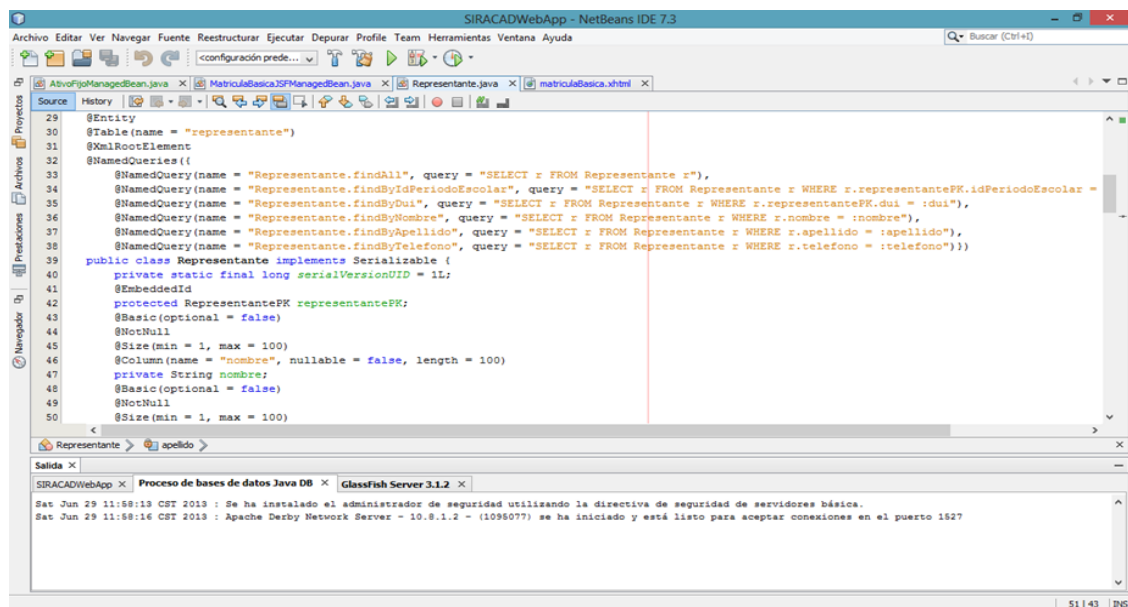 SIRACADWebApp - NetBeans IDE 7.3
Archivo Editar Ver Navegar Fuente Reestructurar Ejecutar Depurar Profile Team Herramientas Ventana Ayuda
Buscar (Ctrl+I)
<configuración prede...
AtivoFijoManagedBean.java
MatriculaBasicaJSFManagedBean.java
Representante.java
matriculaBasica.xhtml
Source History
Proyectos
Archivos
Prestaciones
Navegador
29 @Entity
30 @Table(name = "representante")
31 @XmlRootElement
32 @NamedQueries({
33 @NamedQuery(name = "Representante.findAll", query = "SELECT r FROM Representante r"),
34 @NamedQuery(name = "Representante.findByIdPeriodoEscolar", query = "SELECT r FROM Representante r WHERE r.representantePK.idPeriodoEscolar =
35 @NamedQuery(name = "Representante.findByDui", query = "SELECT r FROM Representante r WHERE r.representantePK.dui = :dui"),
36 @NamedQuery(name = "Representante.findByNombre", query = "SELECT r FROM Representante r WHERE r.nombre = :nombre"),
37 @NamedQuery(name = "Representante.findByApellido", query = "SELECT r FROM Representante r WHERE r.apellido = :apellido"),
38 @NamedQuery(name = "Representante.findByTelefono", query = "SELECT r FROM Representante r WHERE r.telefono = :telefono")})
39 public class Representante implements Serializable {
40 private static final long serialVersionUID = 1L;
41 @EmbeddedId
42 protected RepresentantePK representantePK;
43 @Basic(optional = false)
44 @NotNull
45 @Size(min = 1, max = 100)
46 @Column(name = "nombre", nullable = false, length = 100)
47 private String nombre;
48 @Basic(optional = false)
49 @NotNull
50 @Size(min = 1, max = 100)
Representante apellido
Salida
SIRACADWebApp
Proceso de bases de datos Java DB
GlassFish Server 3.1.2
Sat Jun 29 11:58:13 CST 2013 : Se ha instalado el administrador de seguridad utilizando la directiva de seguridad de servidores básica.
Sat Jun 29 11:58:16 CST 2013 : Apache Derby Network Server - 10.8.1.2 - (1095077) se ha iniciado y está listo para aceptar conexiones en el puerto 1527
51 | 43 INS